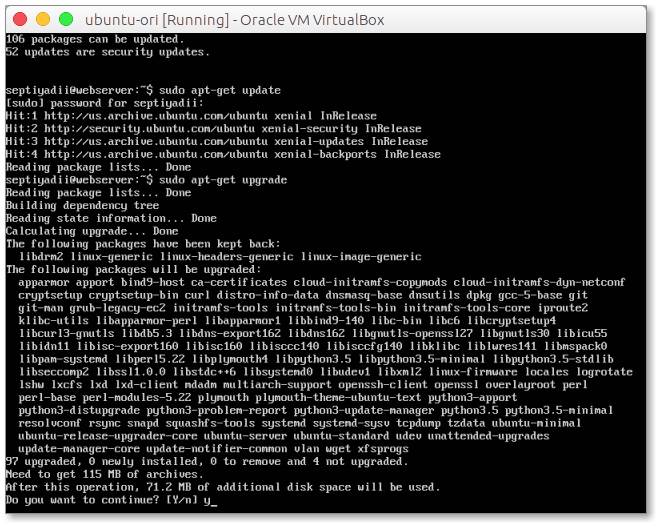 ubuntu-ori [Running] - Oracle VM VirtualBox
106 packages can be updated.
52 updates are security updates.
septiyadii@webserver:~$ sudo apt-get update
[sudo] password for septiyadii:
Hit:1 http://us.archive.ubuntu.com/ubuntu xenial InRelease
Hit:2 http://security.ubuntu.com/ubuntu xenial-security InRelease
Hit:3 http://us.archive.ubuntu.com/ubuntu xenial-updates InRelease
Hit:4 http://us.archive.ubuntu.com/ubuntu xenial-backports InRelease
Reading package lists... Done
septiyadii@webserver:~$ sudo apt-get upgrade
Reading package lists... Done
Building dependency tree
Reading state information... Done
Calculating upgrade... Done
The following packages have been kept back:
  libdrm2 linux-generic linux-headers-generic linux-image-generic
The following packages will be upgraded:
  apparmor apport bind9-host ca-certificates cloud-initramfs-copymods cloud-initramfs-dyn-netconf
  cryptsetup cryptsetup-bin curl distro-info-data dnsmasq-base dnsutils dpkg gcc-5-base git
  git-man grub-legacy-ec2 initramfs-tools initramfs-tools-bin initramfs-tools-core iproute2
  klibc-utils libapparmor-perl libapparmor1 libbind9-140 libc-bin libc6 libcryptsetup4
  libcurl3-gnutls libdb5.3 libdns-export162 libdns162 libgnutls-openssl27 libgnutls30 libicu55
  libidn11 libisc-export160 libisc160 libisccc140 libisccfg140 libklibc liblwres141 libmspack0
  libpam-systemd libperl5.22 libplymouth4 libpython3.5 libpython3.5-minimal libpython3.5-stdlib
  libseccomp2 libssl1.0.0 libstdc++6 libsystemd0 libudev1 libxml2 linux-firmware locales logrotate
  lshw lxcfs lxd lxd-client mdadm multiarch-support openssh-client openssl overlayroot perl
  perl-base perl-modules-5.22 plymouth plymouth-theme-ubuntu-text python3-apport
  python3-distupgrade python3-problem-report python3-update-manager python3.5 python3.5-minimal
  resolvconf rsync snapd squashfs-tools systemd systemd-sysv tcpdump tzdata ubuntu-minimal
  ubuntu-release-upgrader-core ubuntu-server ubuntu-standard udev unattended-upgrades
  update-manager-core update-notifier-common vlan wget xfsprogs
97 upgraded, 0 newly installed, 0 to remove and 4 not upgraded.
Need to get 115 MB of archives.
After this operation, 71.2 MB of additional disk space will be used.
Do you want to continue? [Y/n] y_